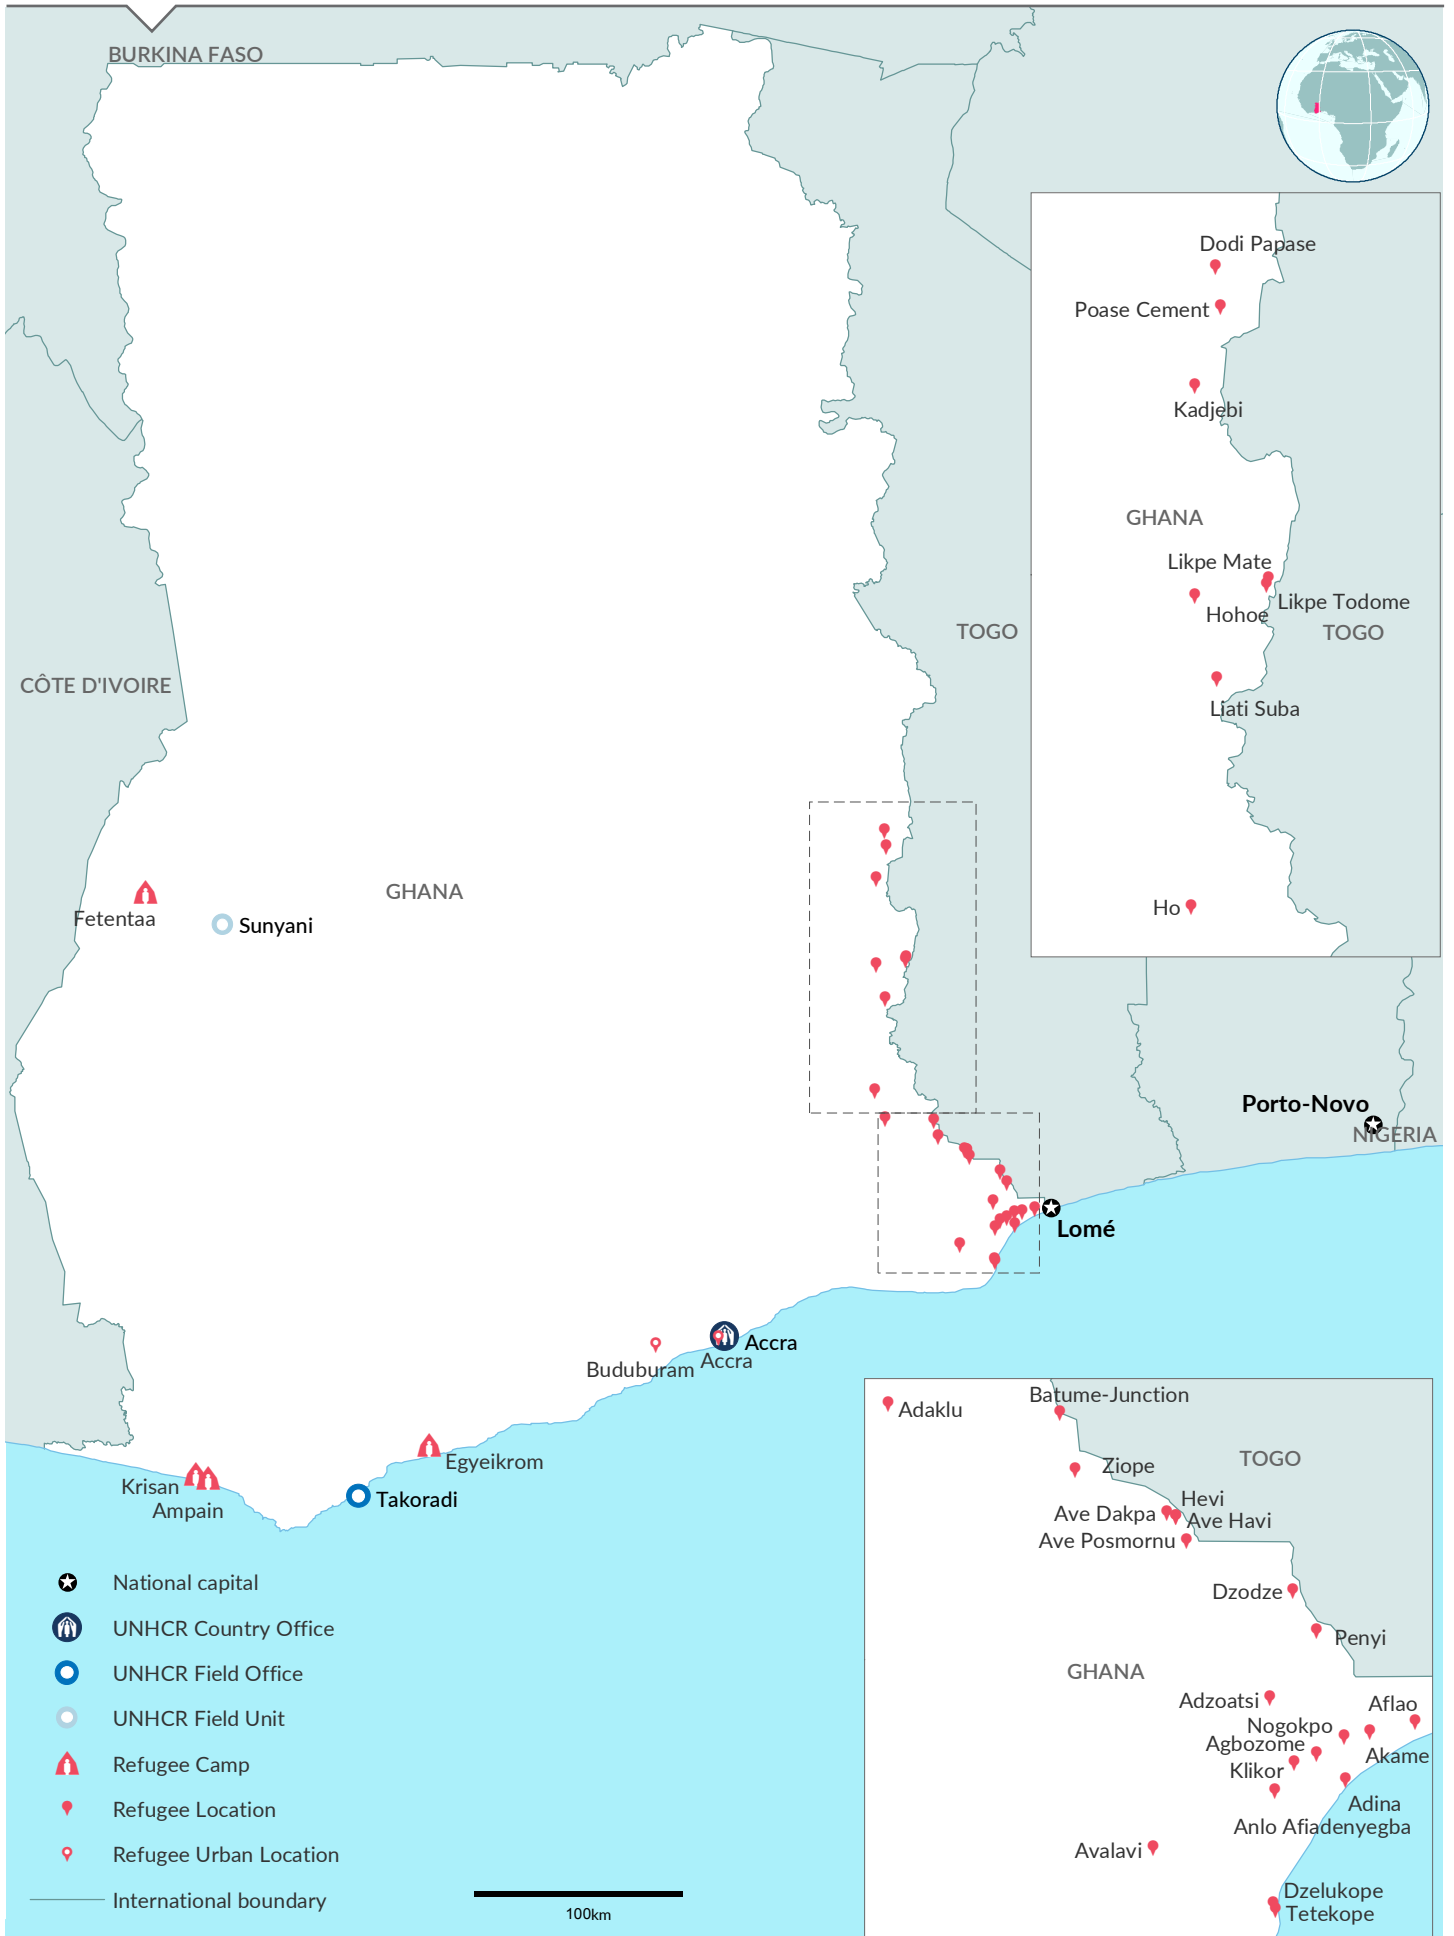 BURKINA FASO
Dodi Papase
Poase Cement
Kadjebi
GHANA
Likpe Mate
Likpe Todome
Hohoe
TOGO
TOGO
CÔTE D'IVOIRE
Liati Suba
GHANA
Fetentaa
Sunyani
Ho
Porto-Novo
NIGERIA
Lomé
Accra
Buduburam
Accra
Batume-Junction
Adaklu
Egyeikrom
TOGO
Ziope
Krisan
Takoradi
Hevi
Ampain
Ave Dakpa
Ave Havi
Ave Posmornu
National capital
Dzodze
UNHCR Country Office
Penyi
UNHCR Field Office
GHANA
Adzoatsi
Aflao
UNHCR Field Unit
Nogokpo
Agbozome
Akame
Refugee Camp
Klikor
Adina
Refugee Location
Anlo Afiadenyegba
Refugee Urban Location
Avalavi
Dzelukope
International boundary
Tetekope
100km